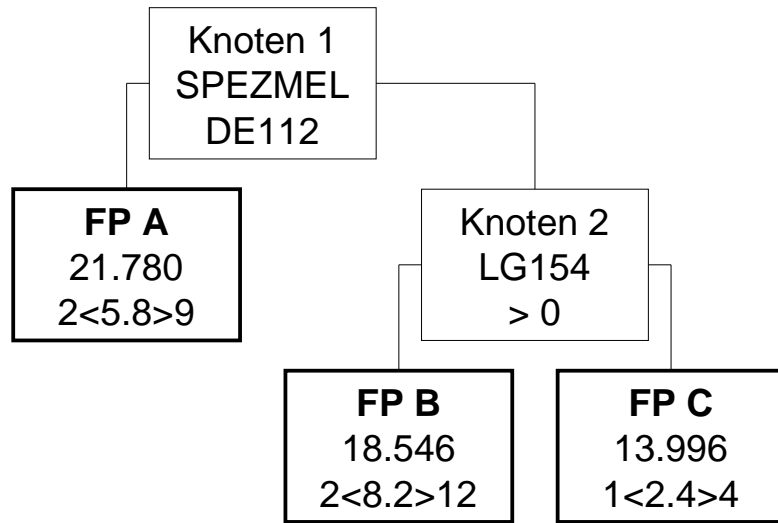 Knoten 1
SPEZMEL
DE112
FP A
21.780
2<5.8>9
Knoten 2
LG154
> 0
FP B
18.546
2<8.2>12
FP C
13.996
1<2.4>4